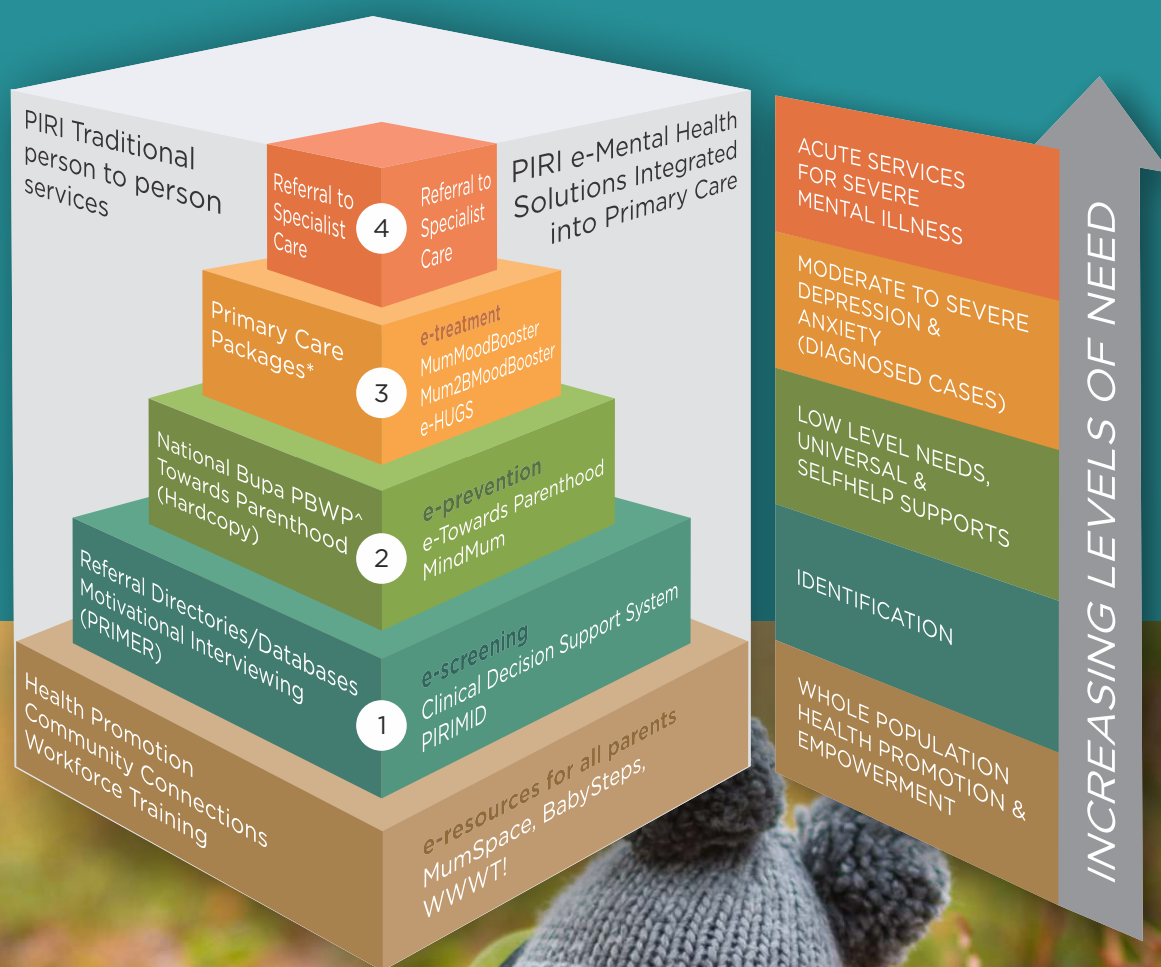 PIRI Traditional
person to person
services
PIRI e-Mental Health
Solutions Integrated
into Primary Care
Referral to
Specialist
Care
4
Referral to
Specialist
Care
Primary Care
Packages*
3
e-treatment
MumMoodBooster
Mum2BMoodBooster
e-HUGS
National Bupa PBWP^
Towards Parenthood
(Hardcopy)
2
e-prevention
e-Towards Parenthood
MindMum
Referral Directories/Databases
Motivational Interviewing
(PRIMER)
1
e-screening
Clinical Decision Support System
PIRIMID
Health Promotion
Community Connections
Workforce Training
e-resources for all parents
MumSpace, BabySteps,
WWWT!
ACUTE SERVICES
FOR SEVERE
MENTAL ILLNESS
MODERATE TO SEVERE
DEPRESSION &
ANXIETY
(DIAGNOSED CASES)
LOW LEVEL NEEDS,
UNIVERSAL &
SELFHELP SUPPORTS
IDENTIFICATION
WHOLE POPULATION
HEALTH PROMOTION &
EMPOWERMENT
INCREASING LEVELS OF NEED